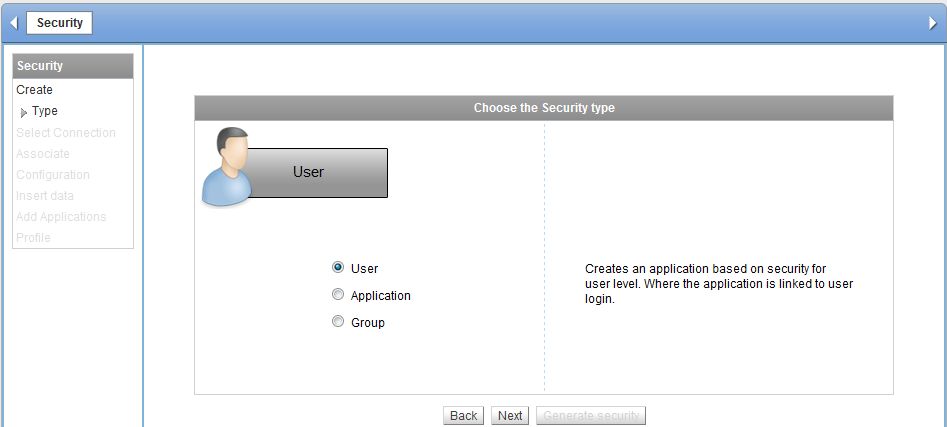 Security
Security
Create
Type
Select Connection
Associate
Configuration
Insert data
Add Applications
Profile
Choose the Security type
User
User
Application
Group
Creates an application based on security for
user level. Where the application is linked to user
login.
Back Next Generate security